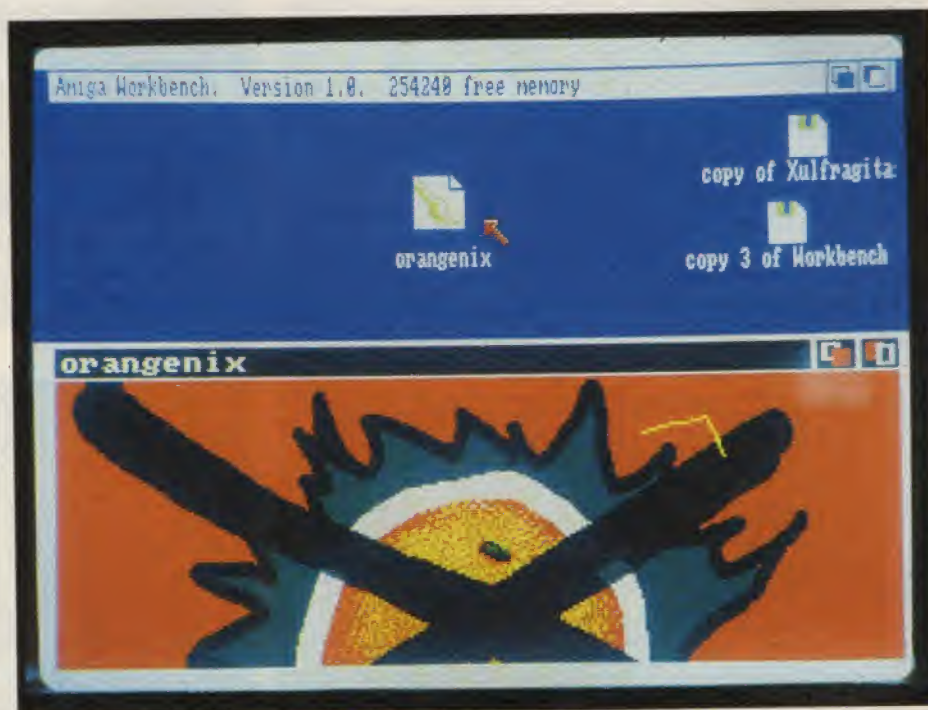 Amiga Workbench. Version 1.0. 254240 free memory
copy of Xulfragita
orangenix
copy 3 of Workbench
orangenix